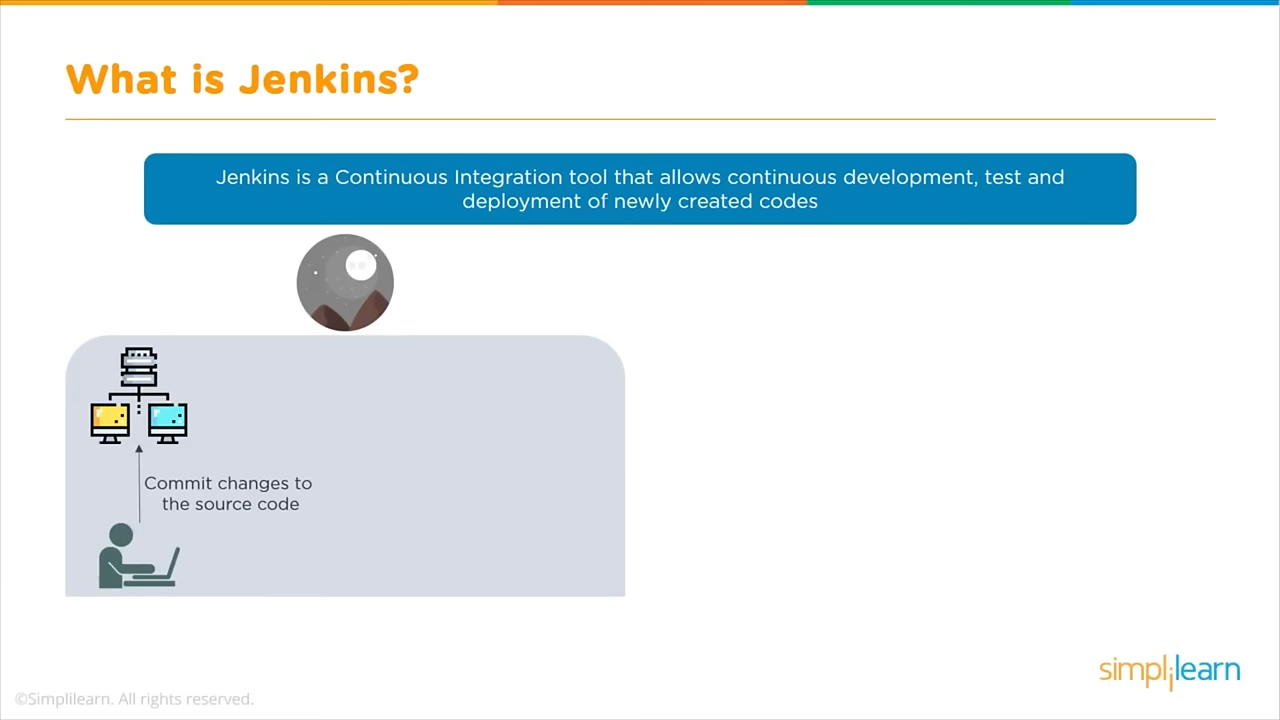 What is Jenkins?
Jenkins is a Continuous Integration tool that allows continuous development, test and
deployment of newly created codes
Commit changes to
the source code
simplilearn
©Simplilearn. All rights reserved.